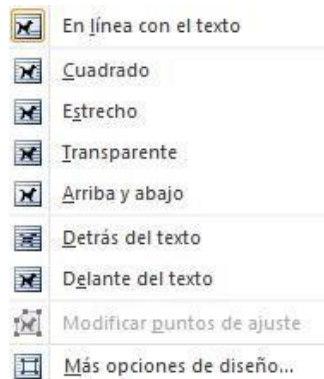 En línea con el texto
Cuadrado
Estrecho
Transparente
Arriba y abajo
Detrás del texto
Delante del texto
Modificar puntos de ajuste
Más opciones de diseño...